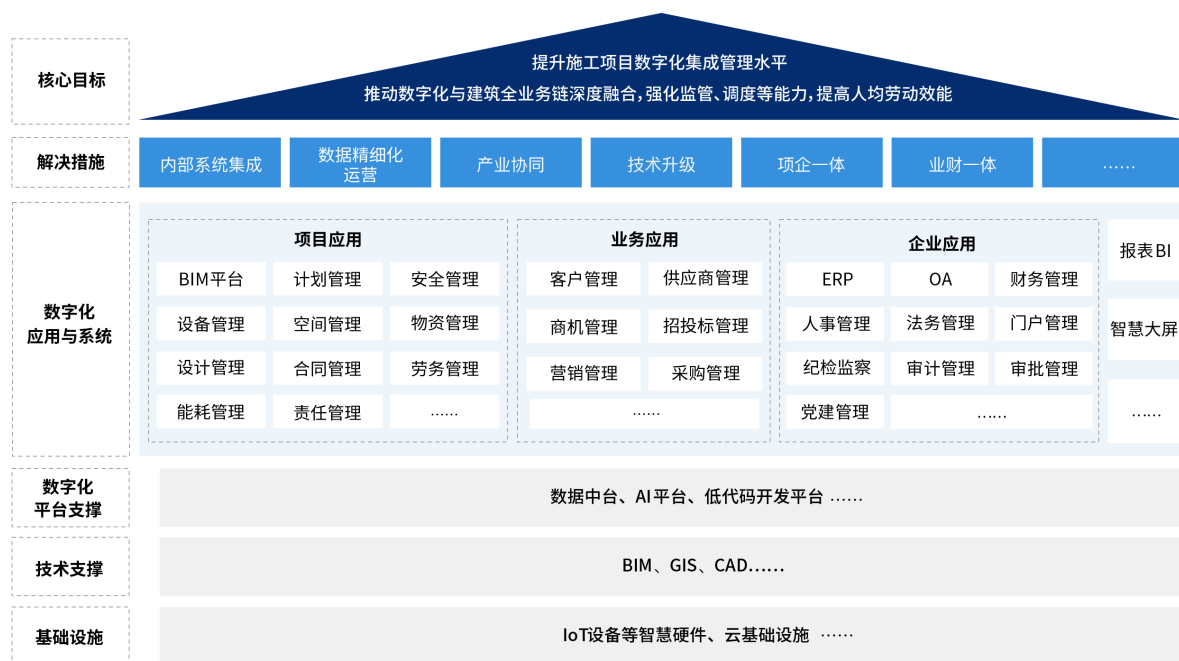 核心目标
提升施工项目数字化集成管理水平
推动数字化与建筑全业务链深度融合,强化监管、调度等能力,提高人均劳动效能
解决措施
内部系统集成
数据精细化
运营
产业协同
技术升级
项企一体
业财一体
……
数字化
应用与系统
项目应用
BIM平台
计划管理
安全管理
设备管理
空间管理
物资管理
设计管理
合同管理
劳务管理
能耗管理
责任管理
……
业务应用
客户管理
供应商管理
商机管理
招投标管理
营销管理
采购管理
……
企业应用
ERP
OA
财务管理
人事管理
法务管理
门户管理
纪检监察
审计管理
审批管理
党建管理
……
报表BI
智慧大屏
……
数字化
平台支撑
数据中台、AI平台、低代码开发平台 ……
技术支撑
BIM、GIS、CAD……
基础设施
IoT设备等智慧硬件、云基础设施 ……